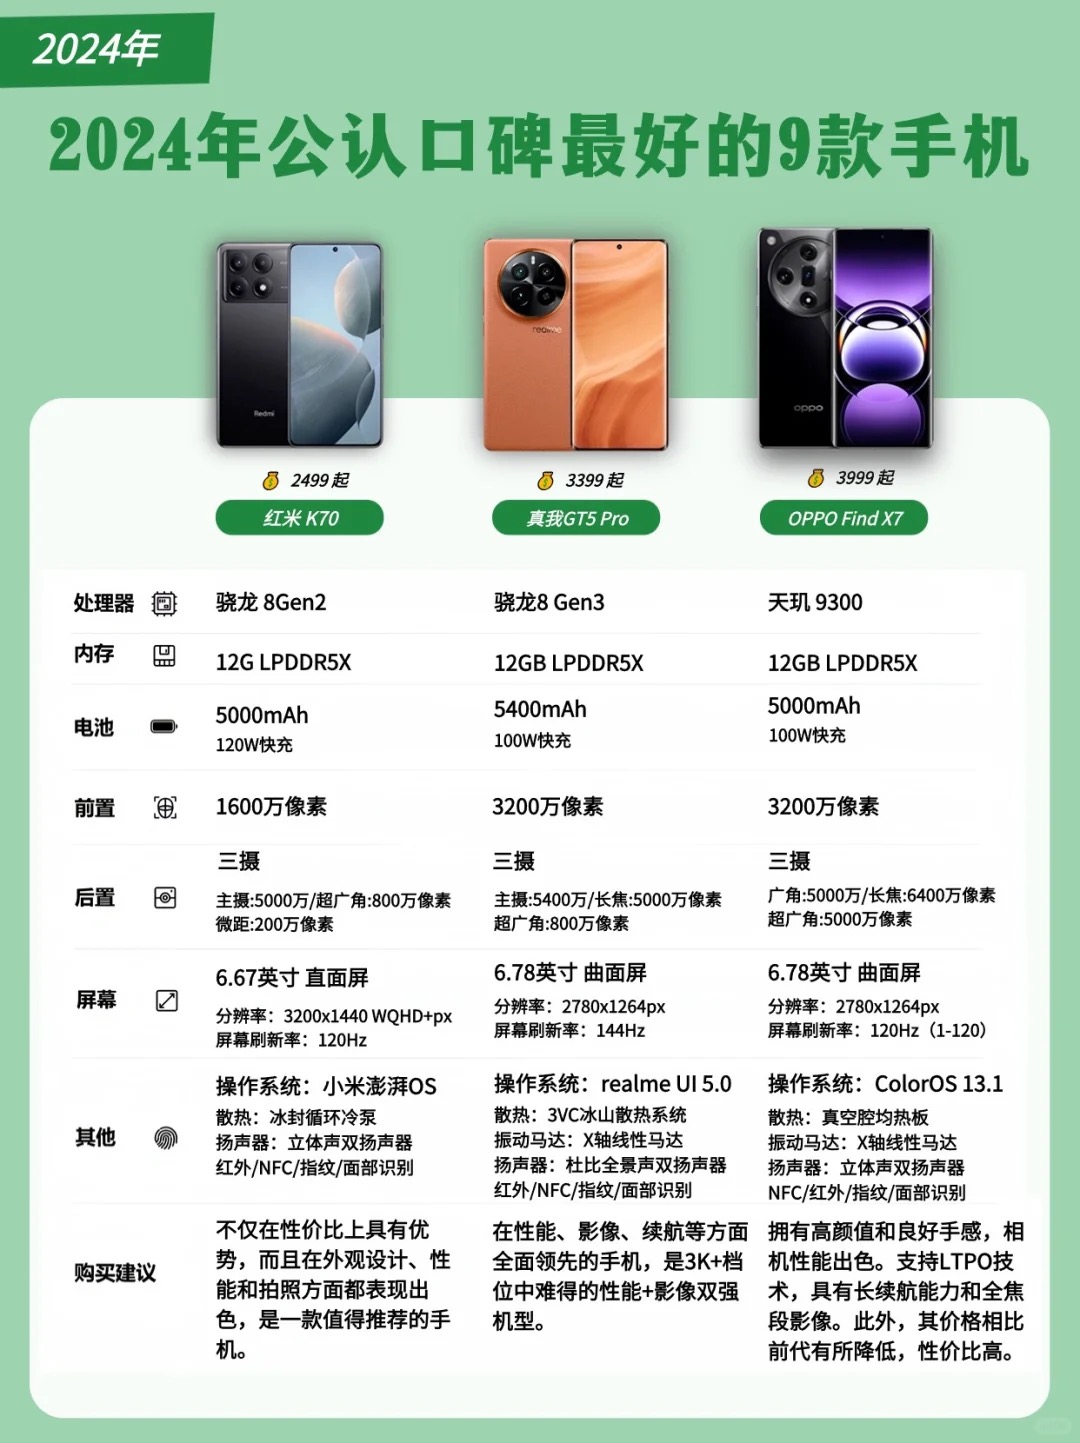 2024年
2024年公认口碑最好的9款手机
Redmi
realme
oppo
2499 起
3399 起
3999 起
红米 K70
真我GT5 Pro
OPPO Find X7
处理器
骁龙 8Gen2
骁龙8 Gen3
天玑 9300
内存
12G LPDDR5X
12GB LPDDR5X
12GB LPDDR5X
电池
5000mAh
120W快充
5400mAh
100W快充
5000mAh
100W快充
前置
1600万像素
3200万像素
3200万像素
后置
三摄
主摄:5000万/超广角:800万像素
微距:200万像素
三摄
主摄:5400万/长焦:5000万像素
超广角:800万像素
三摄
广角:5000万/长焦:6400万像素
超广角:5000万像素
屏幕
6.67英寸 直面屏
分辨率：3200x1440 WQHD+px
屏幕刷新率：120Hz
6.78英寸 曲面屏
分辨率：2780x1264px
屏幕刷新率：144Hz
6.78英寸 曲面屏
分辨率：2780x1264px
屏幕刷新率：120Hz（1-120）
其他
操作系统：小米澎湃OS
散热：冰封循环冷泵
扬声器：立体声双扬声器
红外/NFC/指纹/面部识别
操作系统：realme UI 5.0
散热：3VC冰山散热系统
振动马达：X轴线性马达
扬声器：杜比全景声双扬声器
红外/NFC/指纹/面部识别
操作系统：ColorOS 13.1
散热：真空腔均热板
振动马达：X轴线性马达
扬声器：立体声双扬声器
NFC/红外/指纹/面部识别
购买建议
不仅在性价比上具有优
势，而且在外观设计、性
能和拍照方面都表现出
色，是一款值得推荐的手
机。
在性能、影像、续航等方面
全面领先的手机，是3K+档
位中难得的性能+影像双强
机型。
拥有高颜值和良好手感，相
机性能出色。支持LTPO技
术，具有长续航能力和全焦
段影像。此外，其价格相比
前代有所降低，性价比高。